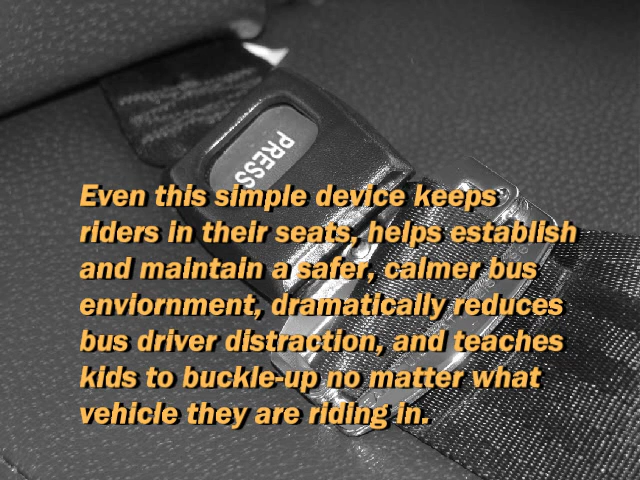 PRESS
Even this simple device keeps
riders in their seats, helps establish
and maintain a safer, calmer bus
enviornment, dramatically reduces
bus driver distraction, and teaches
kids to buckle-up no matter what
vehicle they are riding in.